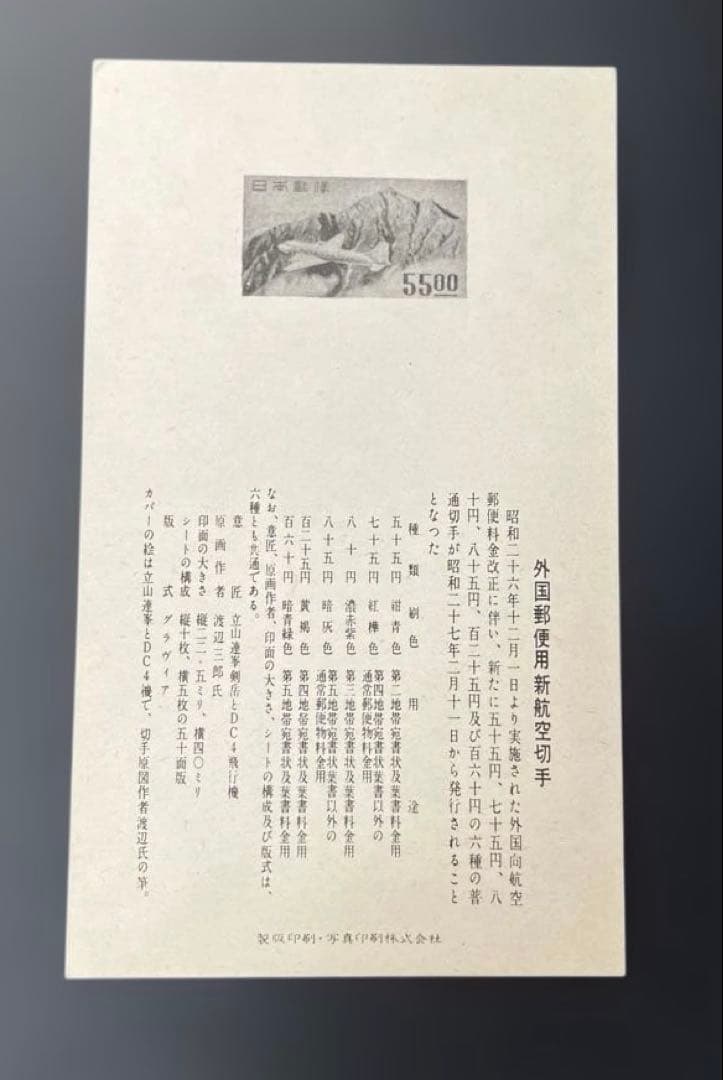 日本郵便
55.00
外国郵便用新航空切手
昭和二十六年十二月一日より実施された外国向航空
郵便料金改正に伴い、新たに五十五円、七十五円、八
十円、八十五円、百二十五円及び百六十円の六種の普
通切手が昭和二十七年二月十一日から発行されること
となつた
種類 刷色 用途
五十五円 紺青色 第二地帯宛書状及葉書料金用
七十五円 紅樺色 第四地帯宛書状葉書以外の
通常郵便物料金用
八十円 濃赤紫色 第三地帯宛書状及葉書料金用
八十五円 暗灰色 第五地帯宛書状葉書以外の
通常郵便物料金用
百二十五円 黄褐色 第四地帯宛書状及葉書料金用
百六十円 暗青緑色 第五地帯宛書状及葉書料金用
なお、意匠、原画作者、印面の大きさ、シートの構成及び版式は、
六種とも共通である。
意匠 立山連峯剣岳とDC4飛行機
原画作者 渡辺三郎氏
印面の大きさ 縦二二・五ミリ、横四〇ミリ
シートの構成 縦十枚、横五枚の五十面版
版式 グラヴィア
カバーの絵は立山連峯とDC4機で、切手原図作者渡辺氏の筆。
製版印刷・写真印刷株式会社